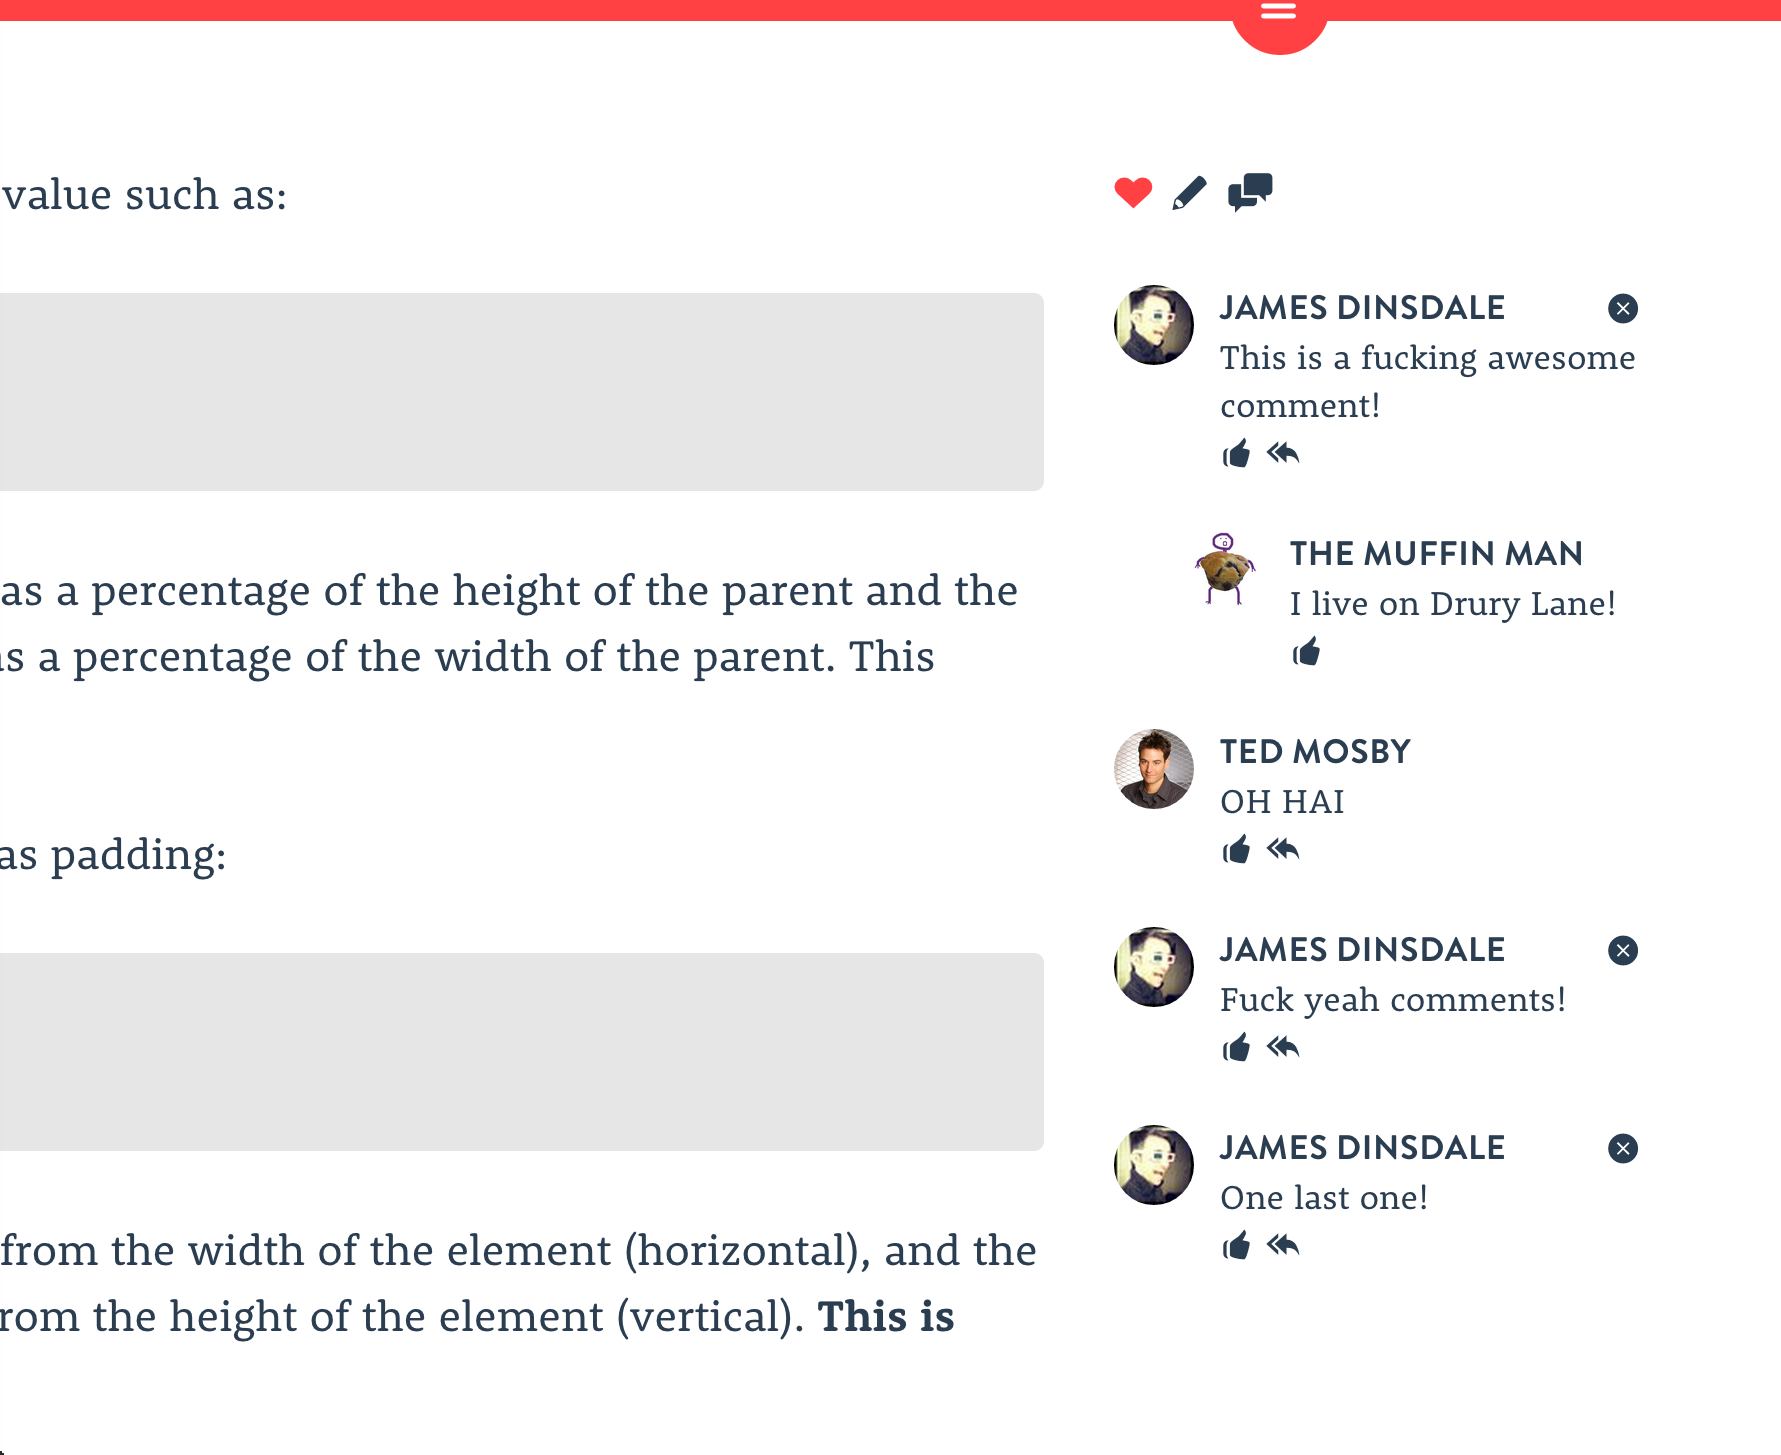 value such as:
as a percentage of the height of the parent and the
as a percentage of the width of the parent. This
as padding:
from the width of the element (horizontal), and the
from the height of the element (vertical). This is
JAMES DINSDALE
This is a fucking awesome
comment!
THE MUFFIN MAN
I live on Drury Lane!
TED MOSBY
OH HAI
JAMES DINSDALE
Fuck yeah comments!
JAMES DINSDALE
One last one!